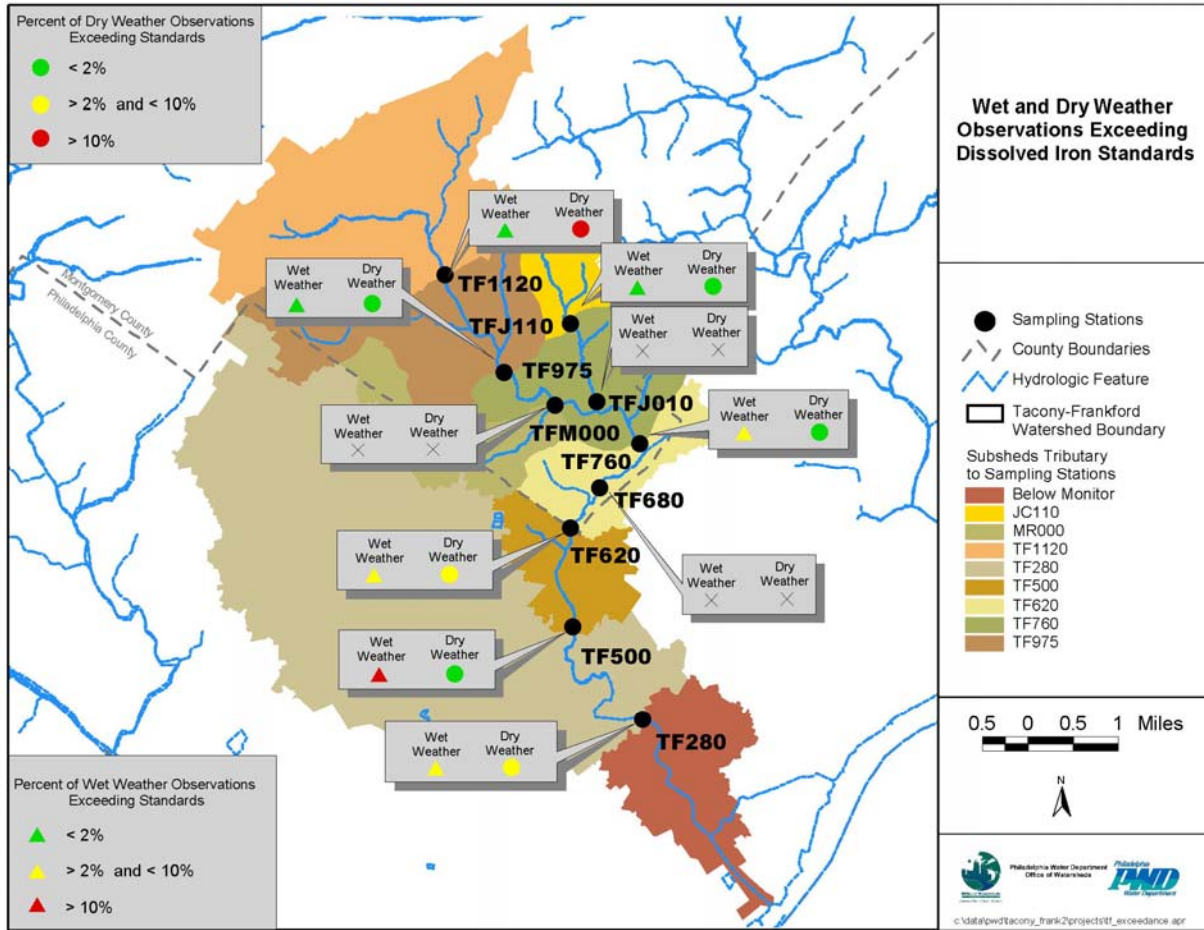 Percent of Dry Weather Observations
Exceeding Standards
< 2%
> 2% and < 10%
> 10%
Wet and Dry Weather
Observations Exceeding
Dissolved Iron Standards
Wet
Weather
Dry
Weather
TF1120
Wet
Weather
Dry
Weather
Wet
Weather
Dry
Weather
Montgomery County
Philadelphia County
TFJ110
Wet
Weather
Dry
Weather
TF975
TFJ010
Wet
Weather
Dry
Weather
TFM000
Wet
Weather
Dry
Weather
TF760
TF680
TF620
Wet
Weather
Dry
Weather
Wet
Weather
Dry
Weather
TF500
Wet
Weather
Dry
Weather
TF280
Wet
Weather
Dry
Weather
Sampling Stations
County Boundaries
Hydrologic Feature
Tacony-Frankford
Watershed Boundary
Subsheds Tributary
to Sampling Stations
Below Monitor
JC110
MR000
TF1120
TF280
TF500
TF620
TF760
TF975
0.5 0 0.5 1 Miles
N
Percent of Wet Weather Observations
Exceeding Standards
< 2%
> 2% and < 10%
> 10%
Philadelphia Water Department
Office of Watersheds
Philadelphia
PWD
Water Department
c:\data\pwd\tacony_frank2\projects\tf_exceedance.apr